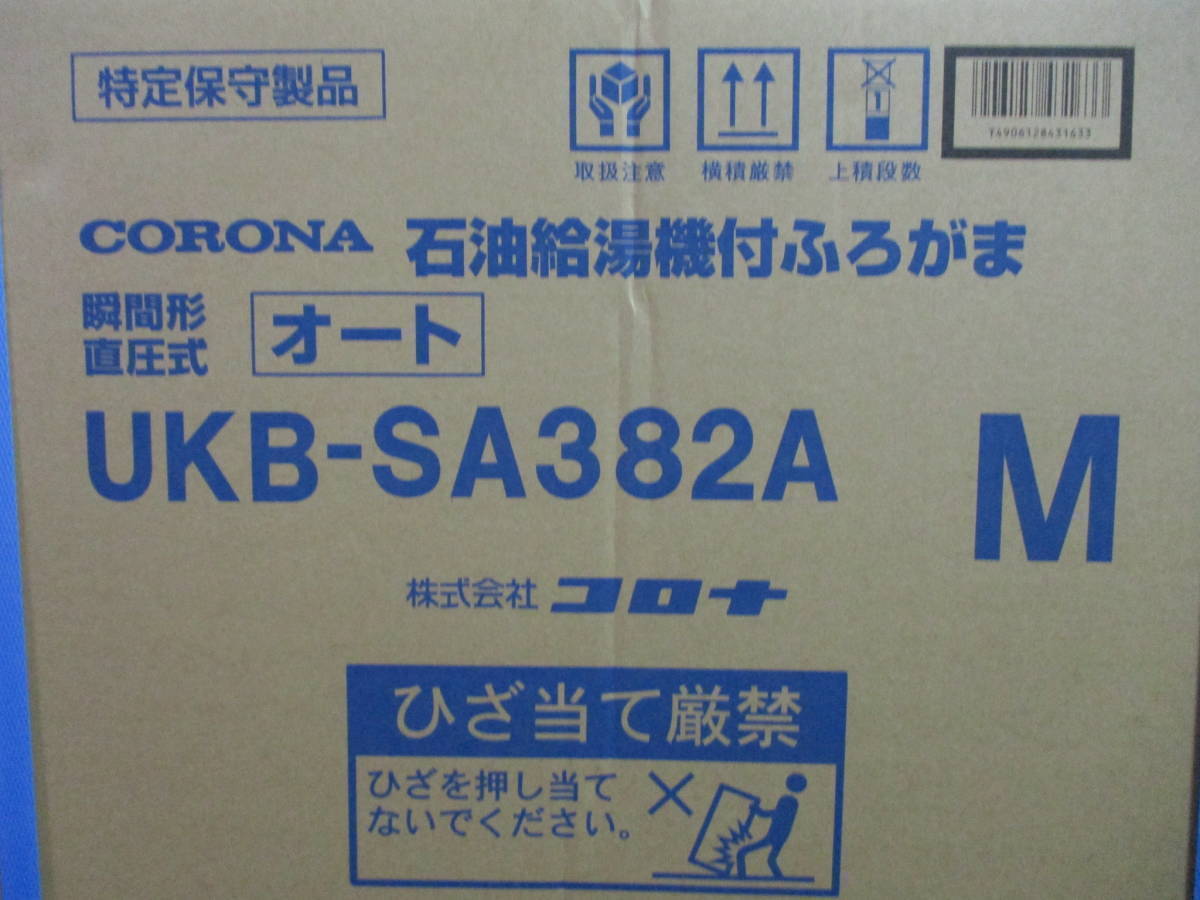 特定保守製品
取扱注意
横積厳禁
1
上積段数
T4906128431633
CORONA 石油給湯機付ふろがま
瞬間形
直圧式
オート
UKB-SA382A M
株式会社 コロナ
ひざ当て厳禁
ひざを押し当て
ないでください。